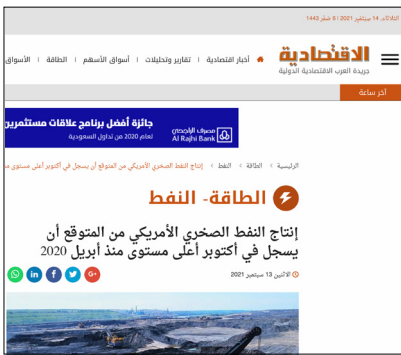 الثلاثاء، 14 سبتمبر 2021 | 6 صفر 1443
الاقتصادية
جريدة العرب الاقتصادية الدولية
أخبار اقتصادية | تقارير وتحليلات | أسواق الأسهم | الطاقة | الأسواق
آخر ساعة
مصرف الراجحي
Al Rajhi Bank
جائزة أفضل برنامج علاقات مستثمرين
لعام 2020 من تداول السعودية
الرئيسية > الطاقة > النفط > إنتاج النفط الصخري الأمريكي من المتوقع أن يسجل في أكتوبر أعلى مستوى
الطاقة- النفط
إنتاج النفط الصخري الأمريكي من المتوقع أن
يسجل في أكتوبر أعلى مستوى منذ أبريل 2020
الاثنين 13 سبتمبر 2021